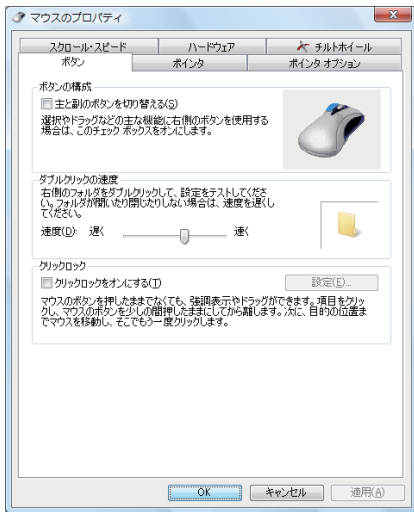 マウスのプロパティ
スクロール・スピード ハードウェア チルトホイール
ボタン ポインタ ポインタ オプション
ボタンの構成
主と副のボタンを切り替える(S)
選択やドラッグなどの主な機能に右側のボタンを使用する
場合は、このチェック ボックスをオンにします。
ダブルクリックの速度
右側のフォルダをダブルクリックして、設定をテストしてくださ
い。フォルダが開いたり閉じたりしない場合は、速度を遅くし
てください。
速度(D): 遅く 速く
クリックロック
クリックロックをオンにする(T) 設定(E)...
マウスのボタンを押したままでなくても、強調表示やドラッグができます。項目をクリッ
クし、マウスのボタンを少しの間押したままにしてから離します。次に、目的の位置ま
でマウスを移動し、そこでもう一度クリックします。
OK キャンセル 適用(A)